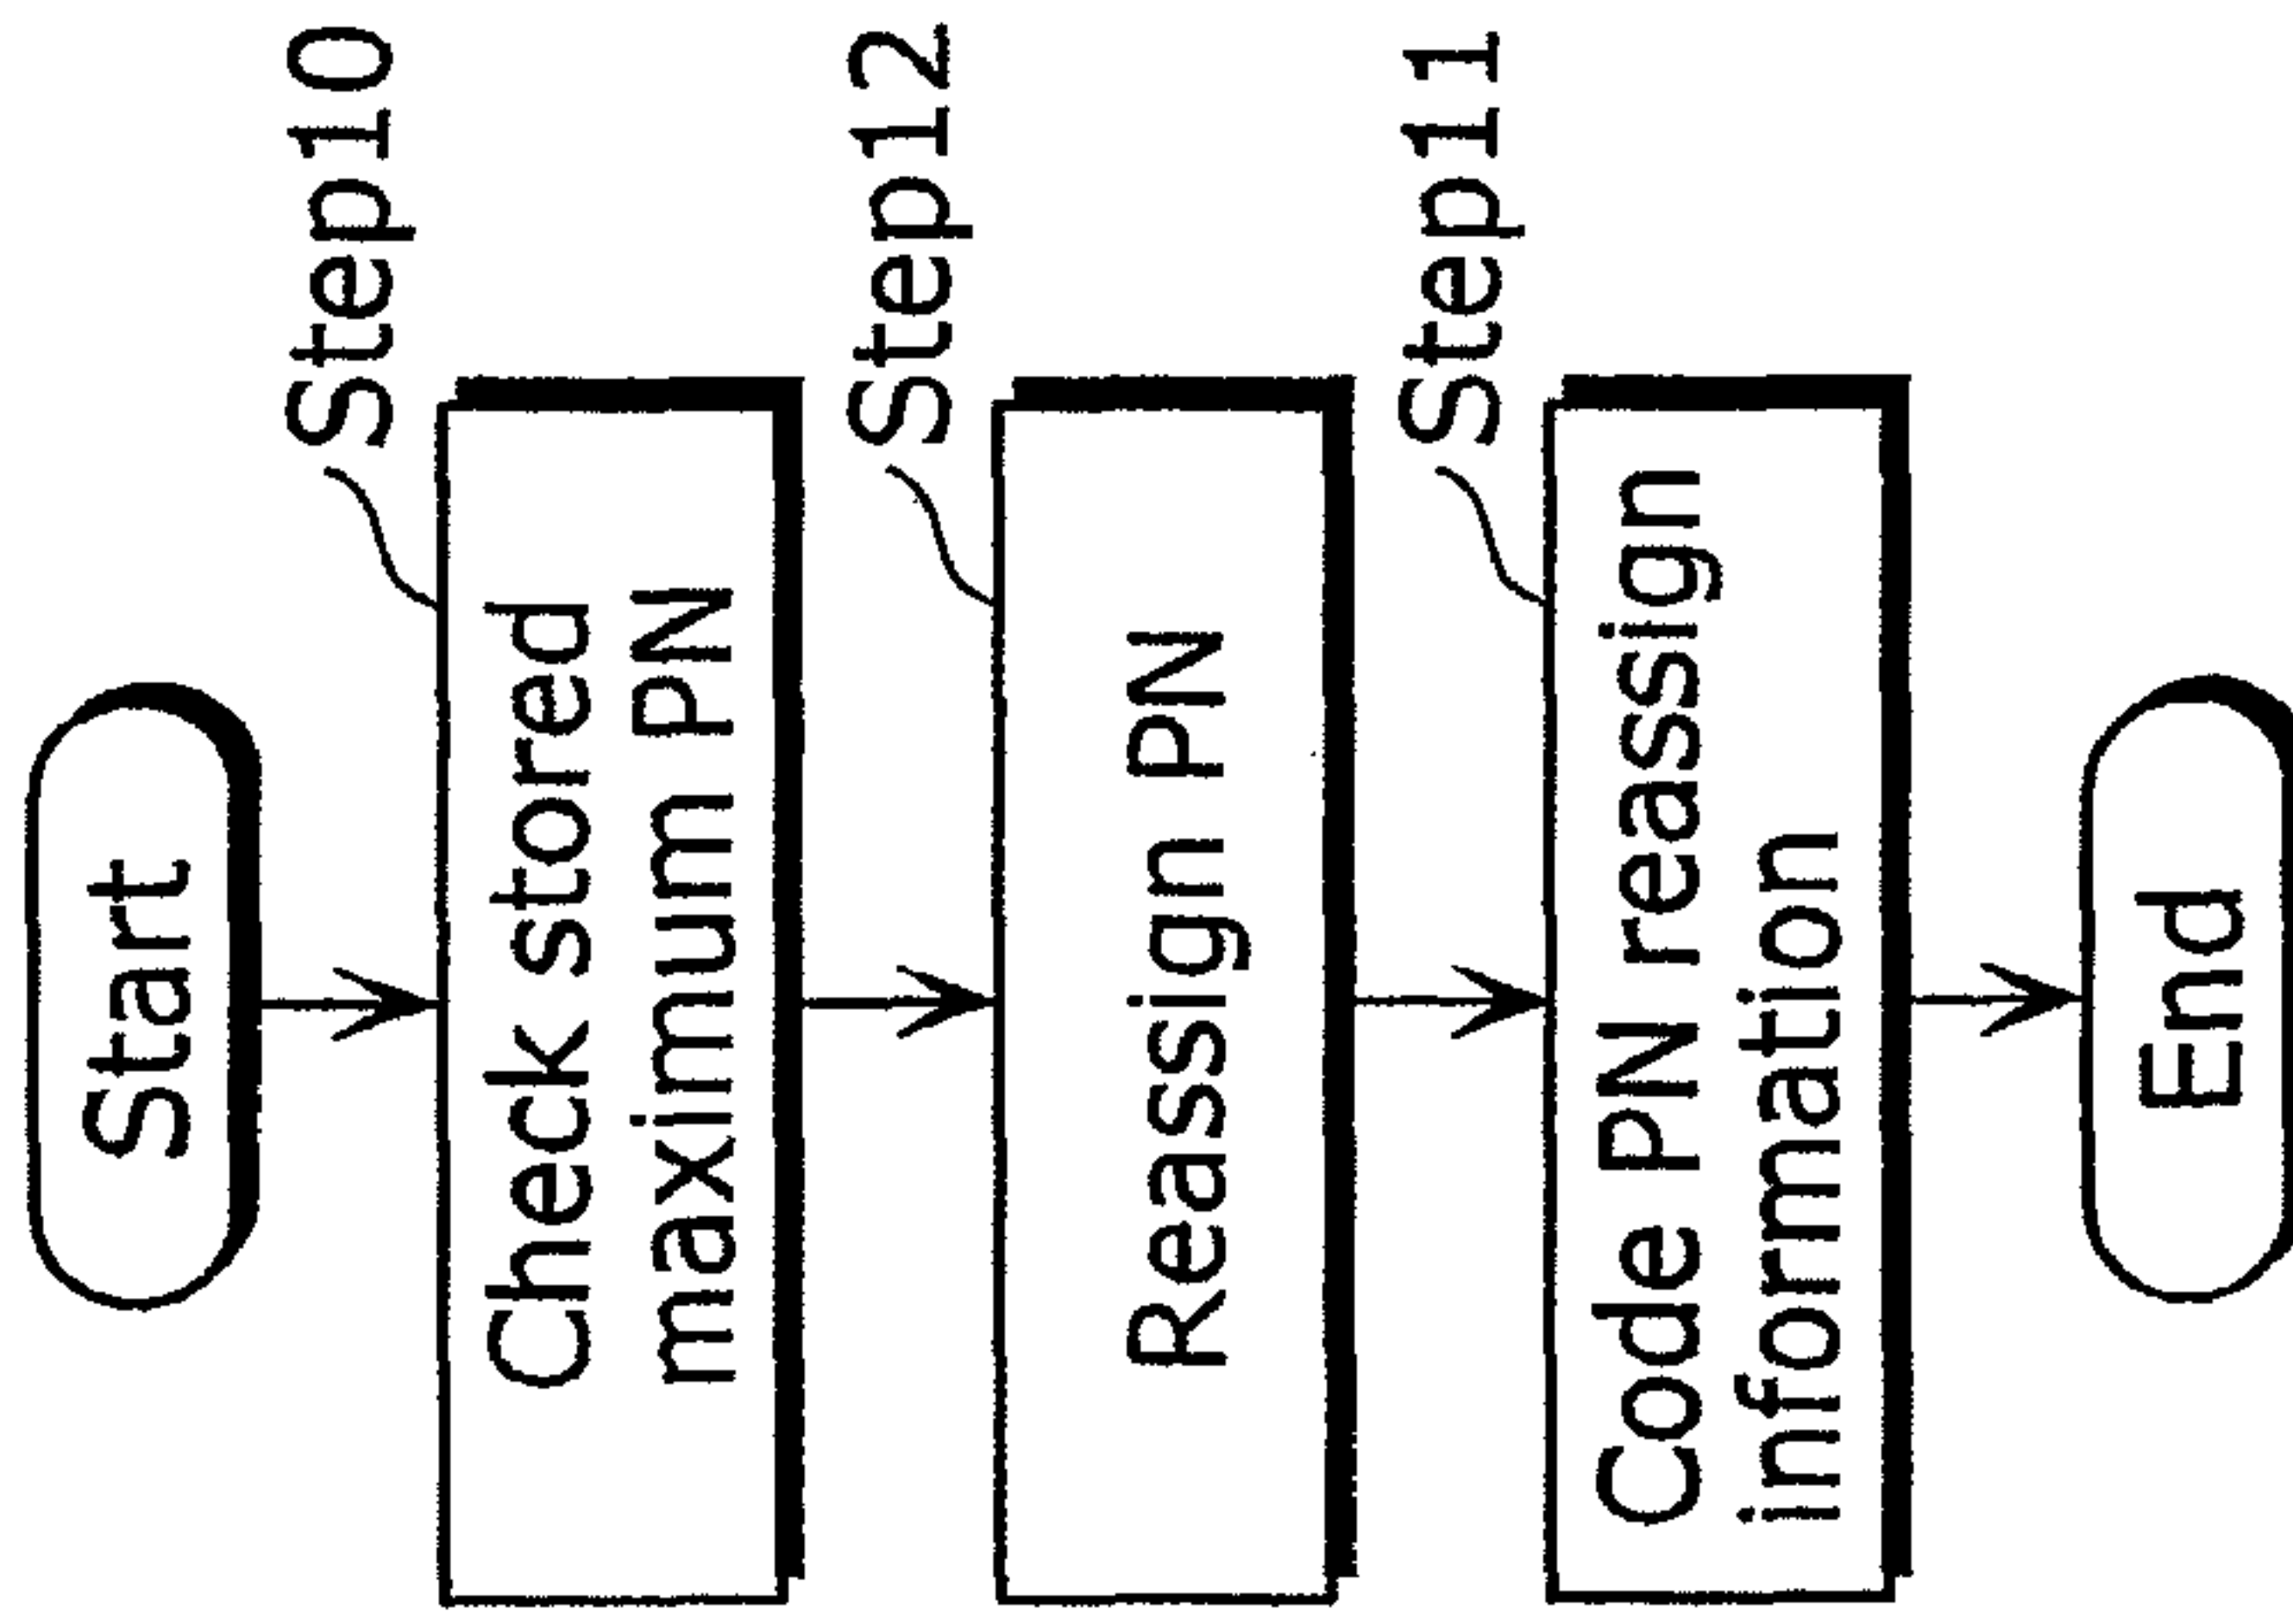 Start
Step10
Check stored
maximum PN
Step12
Reassign PN
Step11
Code PN reassign
information
End